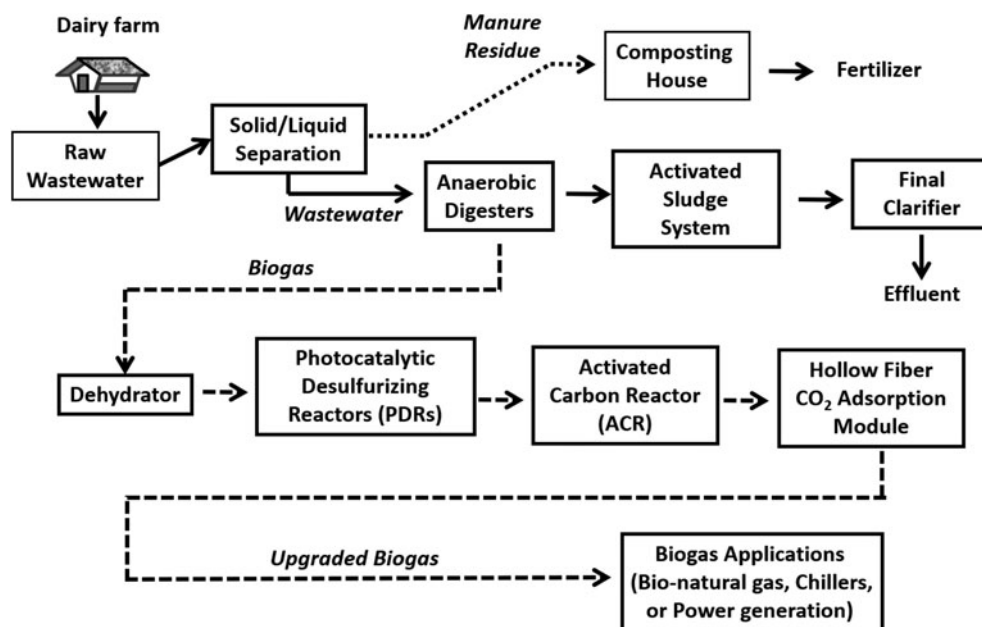 Dairy farm
Manure
Residue
Composting
House
Fertilizer
Raw
Wastewater
Solid/Liquid
Separation
Wastewater
Anaerobic
Digesters
Activated
Sludge
System
Final
Clarifier
Effluent
Biogas
Dehydrator
Photocatalytic
Desulfurizing
Reactors (PDRs)
Activated
Carbon Reactor
(ACR)
Hollow Fiber
CO₂ Adsorption
Module
Upgraded Biogas
Biogas Applications
(Bio-natural gas, Chillers,
or Power generation)